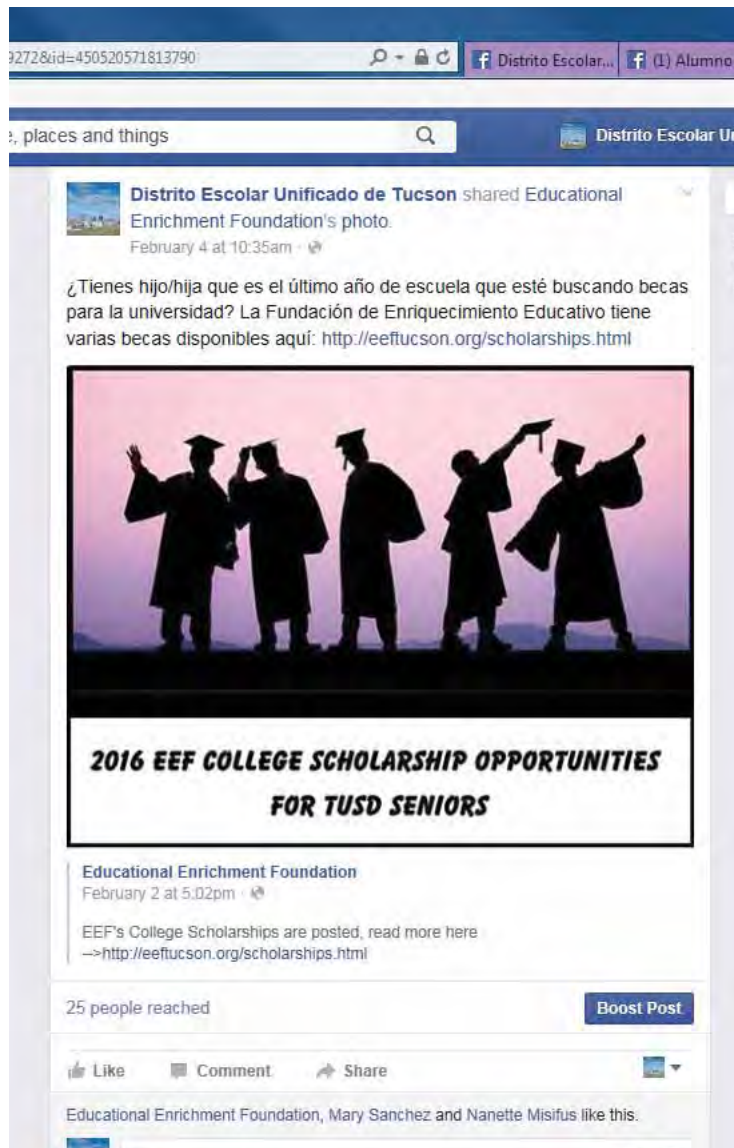 9272&id=450520571813790
Distrito Escolar...
(1) Alumno
, places and things
Distrito Escolar
Distrito Escolar Unificado de Tucson shared Educational
Enrichment Foundation's photo.
February 4 at 10:35am ·
¿Tienes hijo/hija que es el último año de escuela que esté buscando becas
para la universidad? La Fundación de Enriquecimiento Educativo tiene
varias becas disponibles aquí: http://eeftucson.org/scholarships.html
2016 EEF COLLEGE SCHOLARSHIP OPPORTUNITIES
FOR TUSD SENIORS
Educational Enrichment Foundation
February 2 at 5:02pm ·
EEF's College Scholarships are posted, read more here
-->http://eeftucson.org/scholarships.html
25 people reached
Boost Post
Like Comment Share
Educational Enrichment Foundation, Mary Sanchez and Nanette Misifus like this.